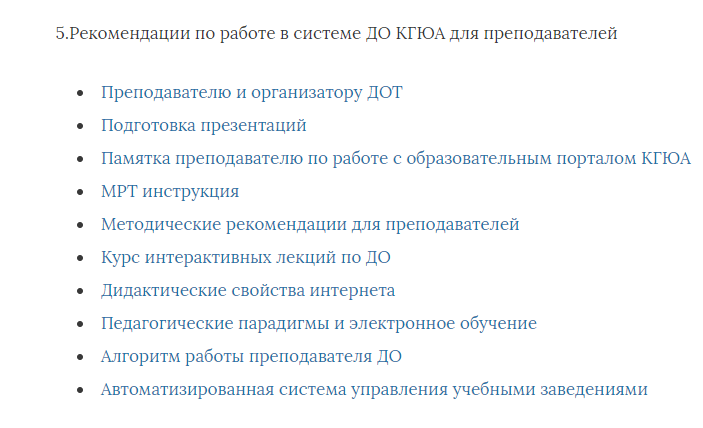 5.Рекомендации по работе в системе ДО КГЮА для преподавателей
Преподавателю и организатору ДОТ
Подготовка презентаций
Памятка преподавателю по работе с образовательным порталом КГЮА
МРТ инструкция
Методические рекомендации для преподавателей
Курс интерактивных лекций по ДО
Дидактические свойства интернета
Педагогические парадигмы и электронное обучение
Алгоритм работы преподавателя ДО
Автоматизированная система управления учебными заведениями